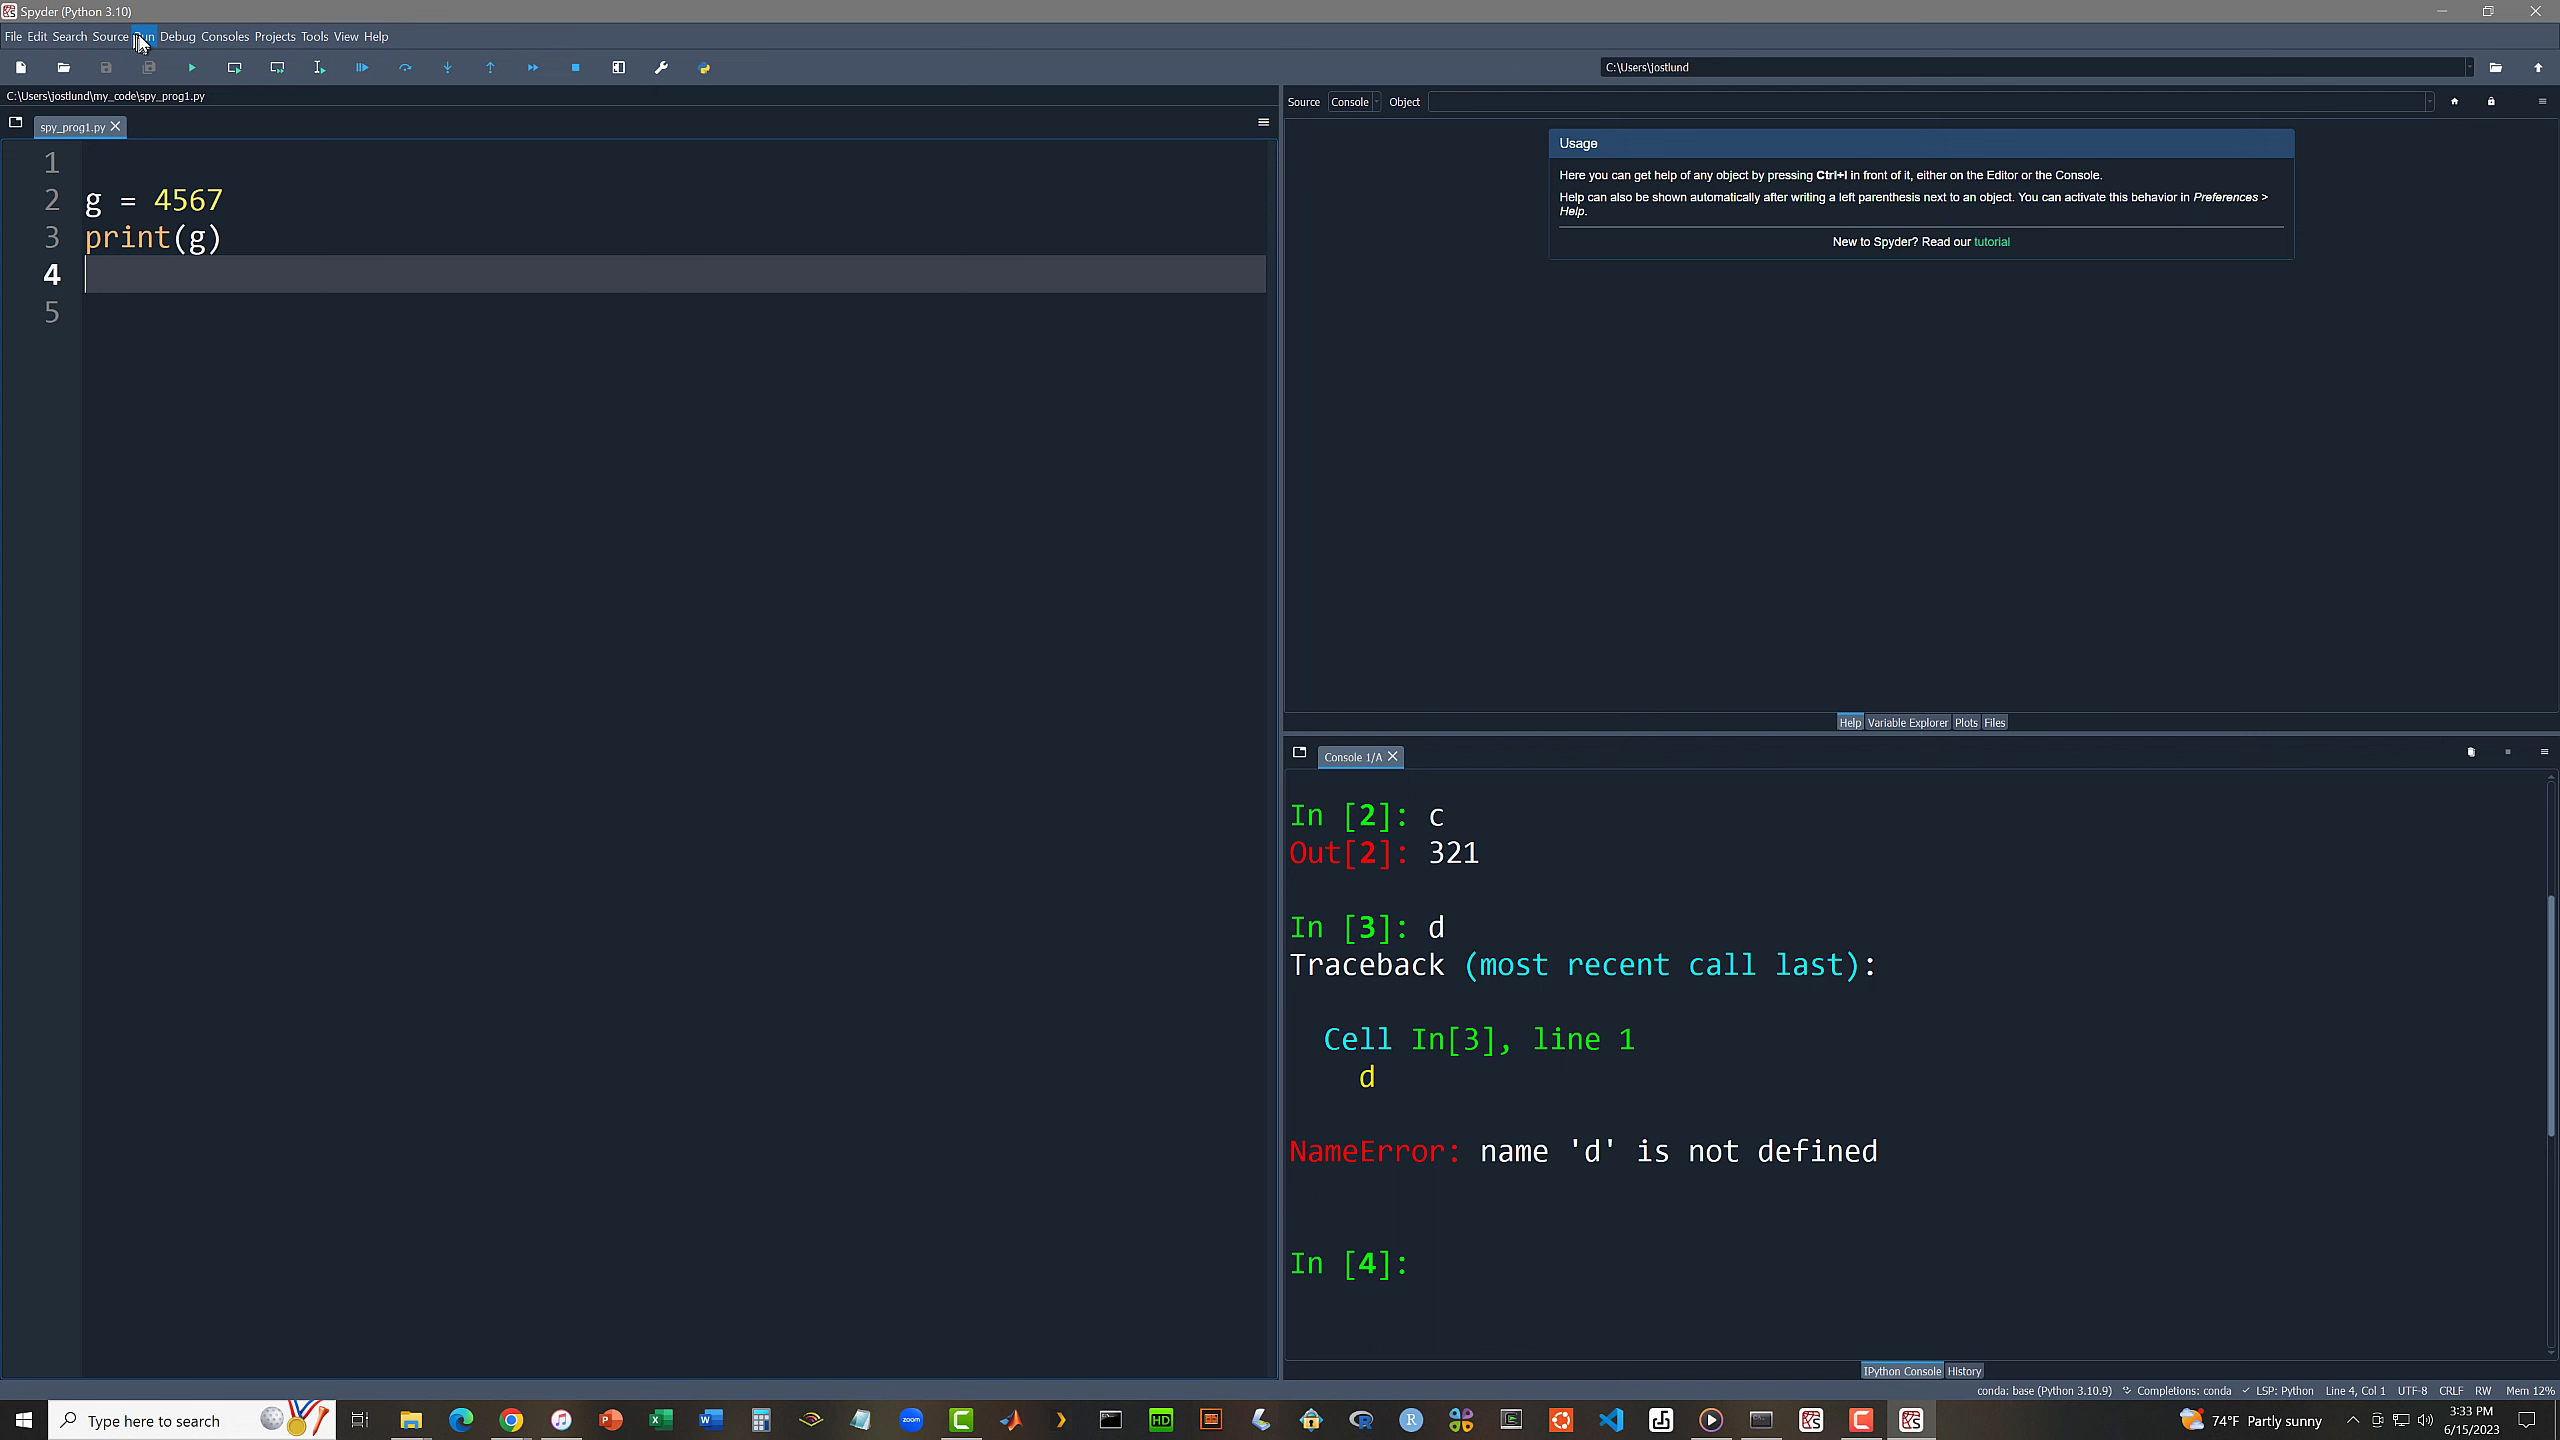 Spyder (Python 3.10)
File Edit Search Source Run Debug Consoles Projects Tools View Help
C:\Users\jostlund
C:\Users\jostlund\my_code\spy_prog1.py
spy_prog1.py
1
2 g = 4567
3 print(g)
4
5
Source Console Object
Usage
Here you can get help of any object by pressing Ctrl+I in front of it, either on the Editor or the Console.
Help can also be shown automatically after writing a left parenthesis next to an object. You can activate this behavior in Preferences >
Help.
New to Spyder? Read our tutorial
Help Variable Explorer Plots Files
Console 1/A
In [2]: c
Out[2]: 321
In [3]: d
Traceback (most recent call last):
Cell In[3], line 1
d
NameError: name 'd' is not defined
In [4]:
IPython Console History
conda: base (Python 3.10.9) Completions: conda LSP: Python Line 4, Col 1 UTF-8 CRLF RW Mem 12%
Type here to search
zoom
HD
R
74°F Partly sunny
3:33 PM
6/15/2023